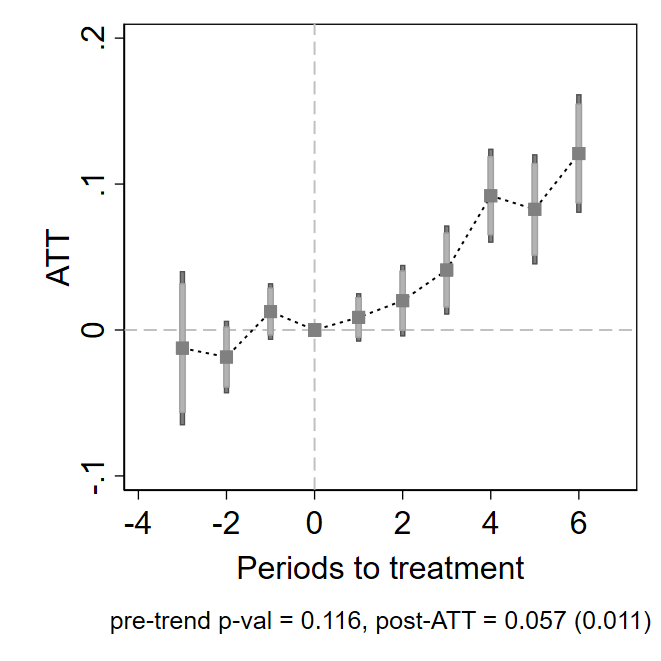 .2
.1
0
-.1
ATT
-4 -2 0 2 4 6
Periods to treatment
pre-trend p-val = 0.116, post-ATT = 0.057 (0.011)